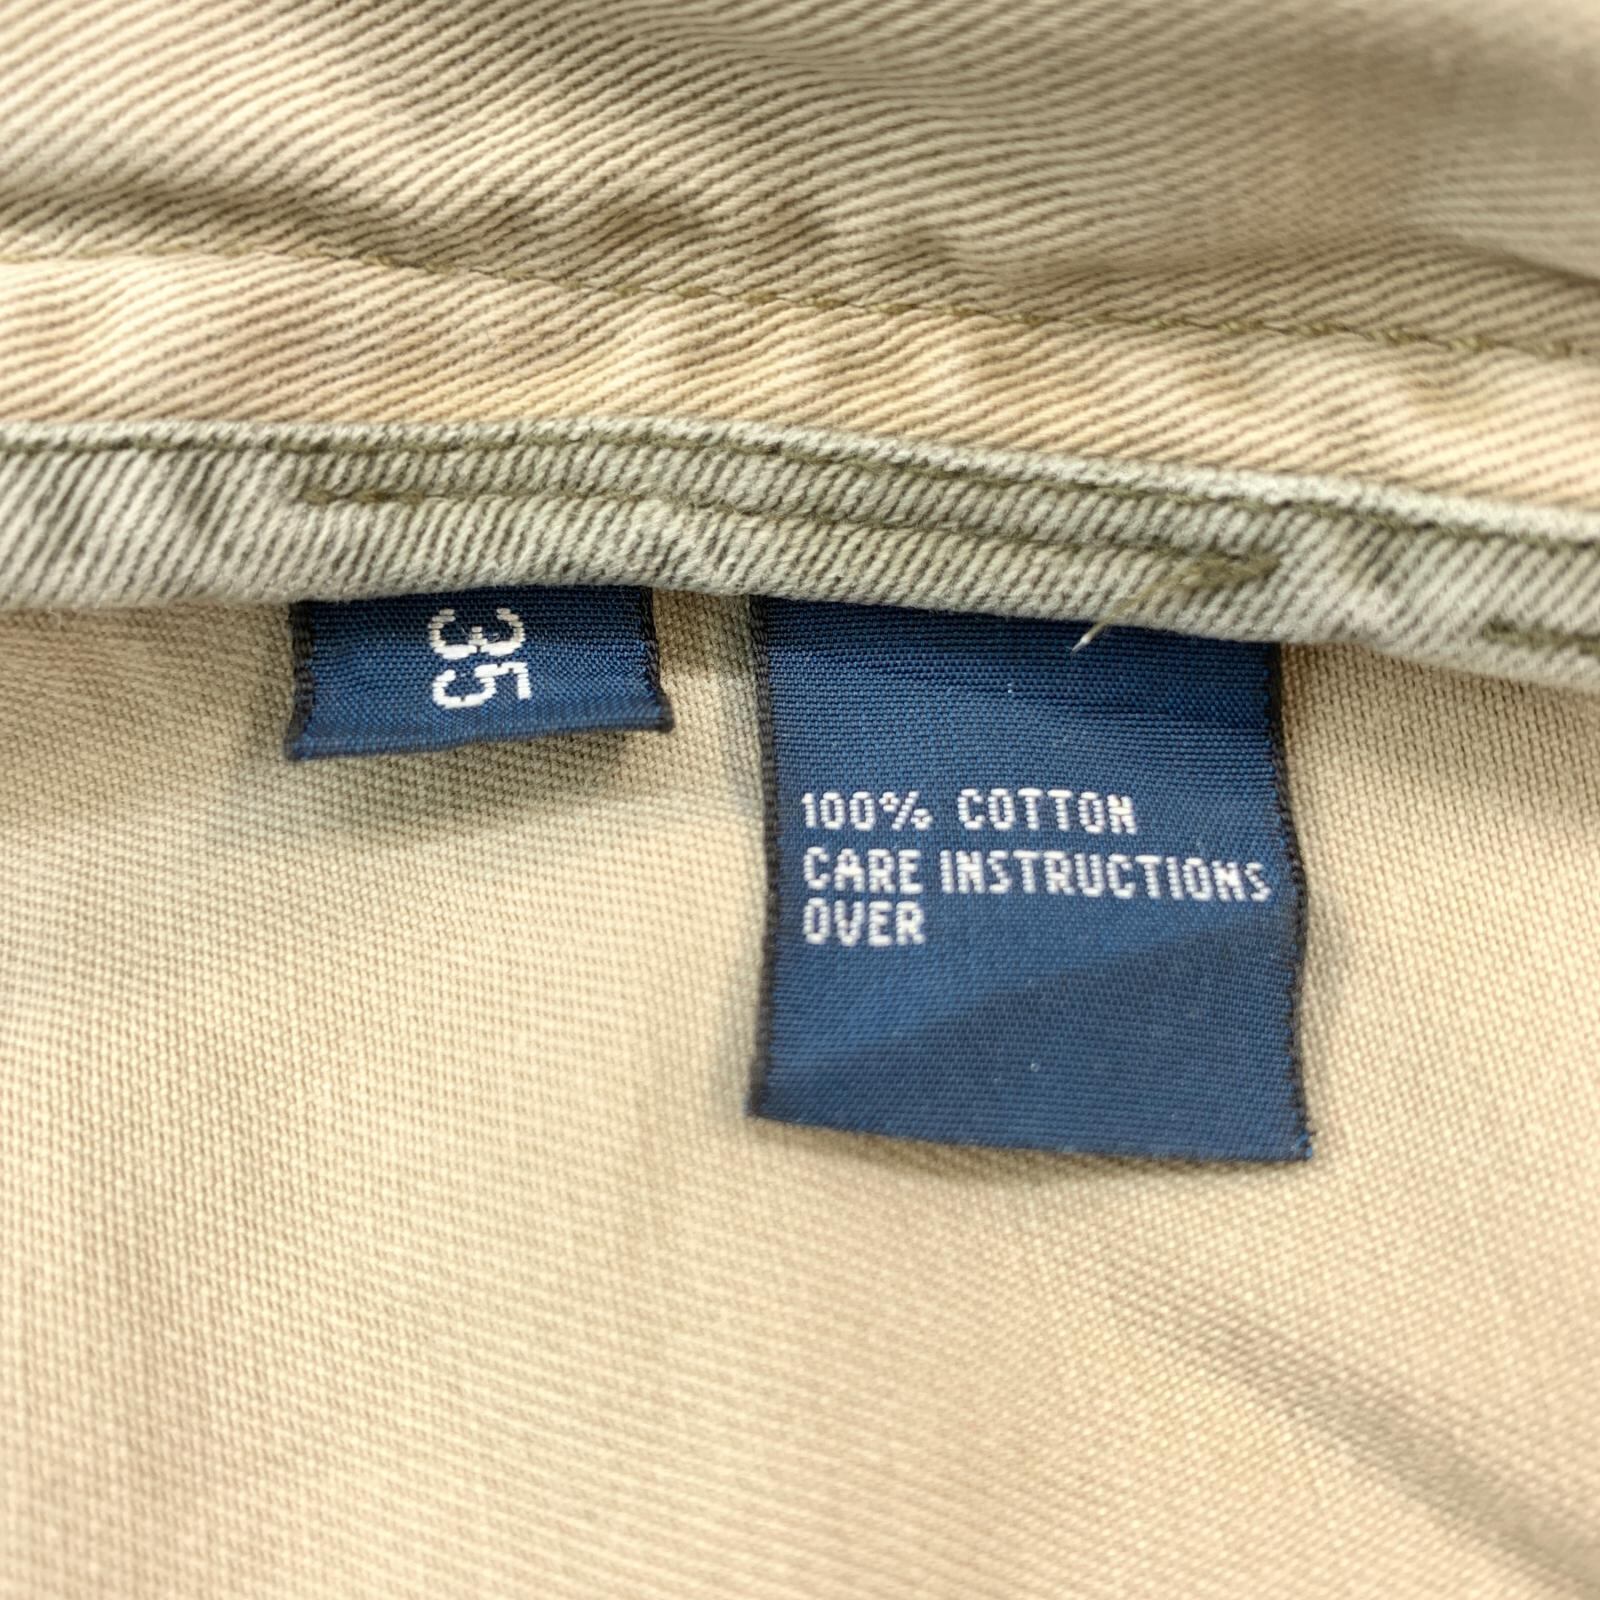 35
100% COTTON
CARE INSTRUCTIONS
OVER